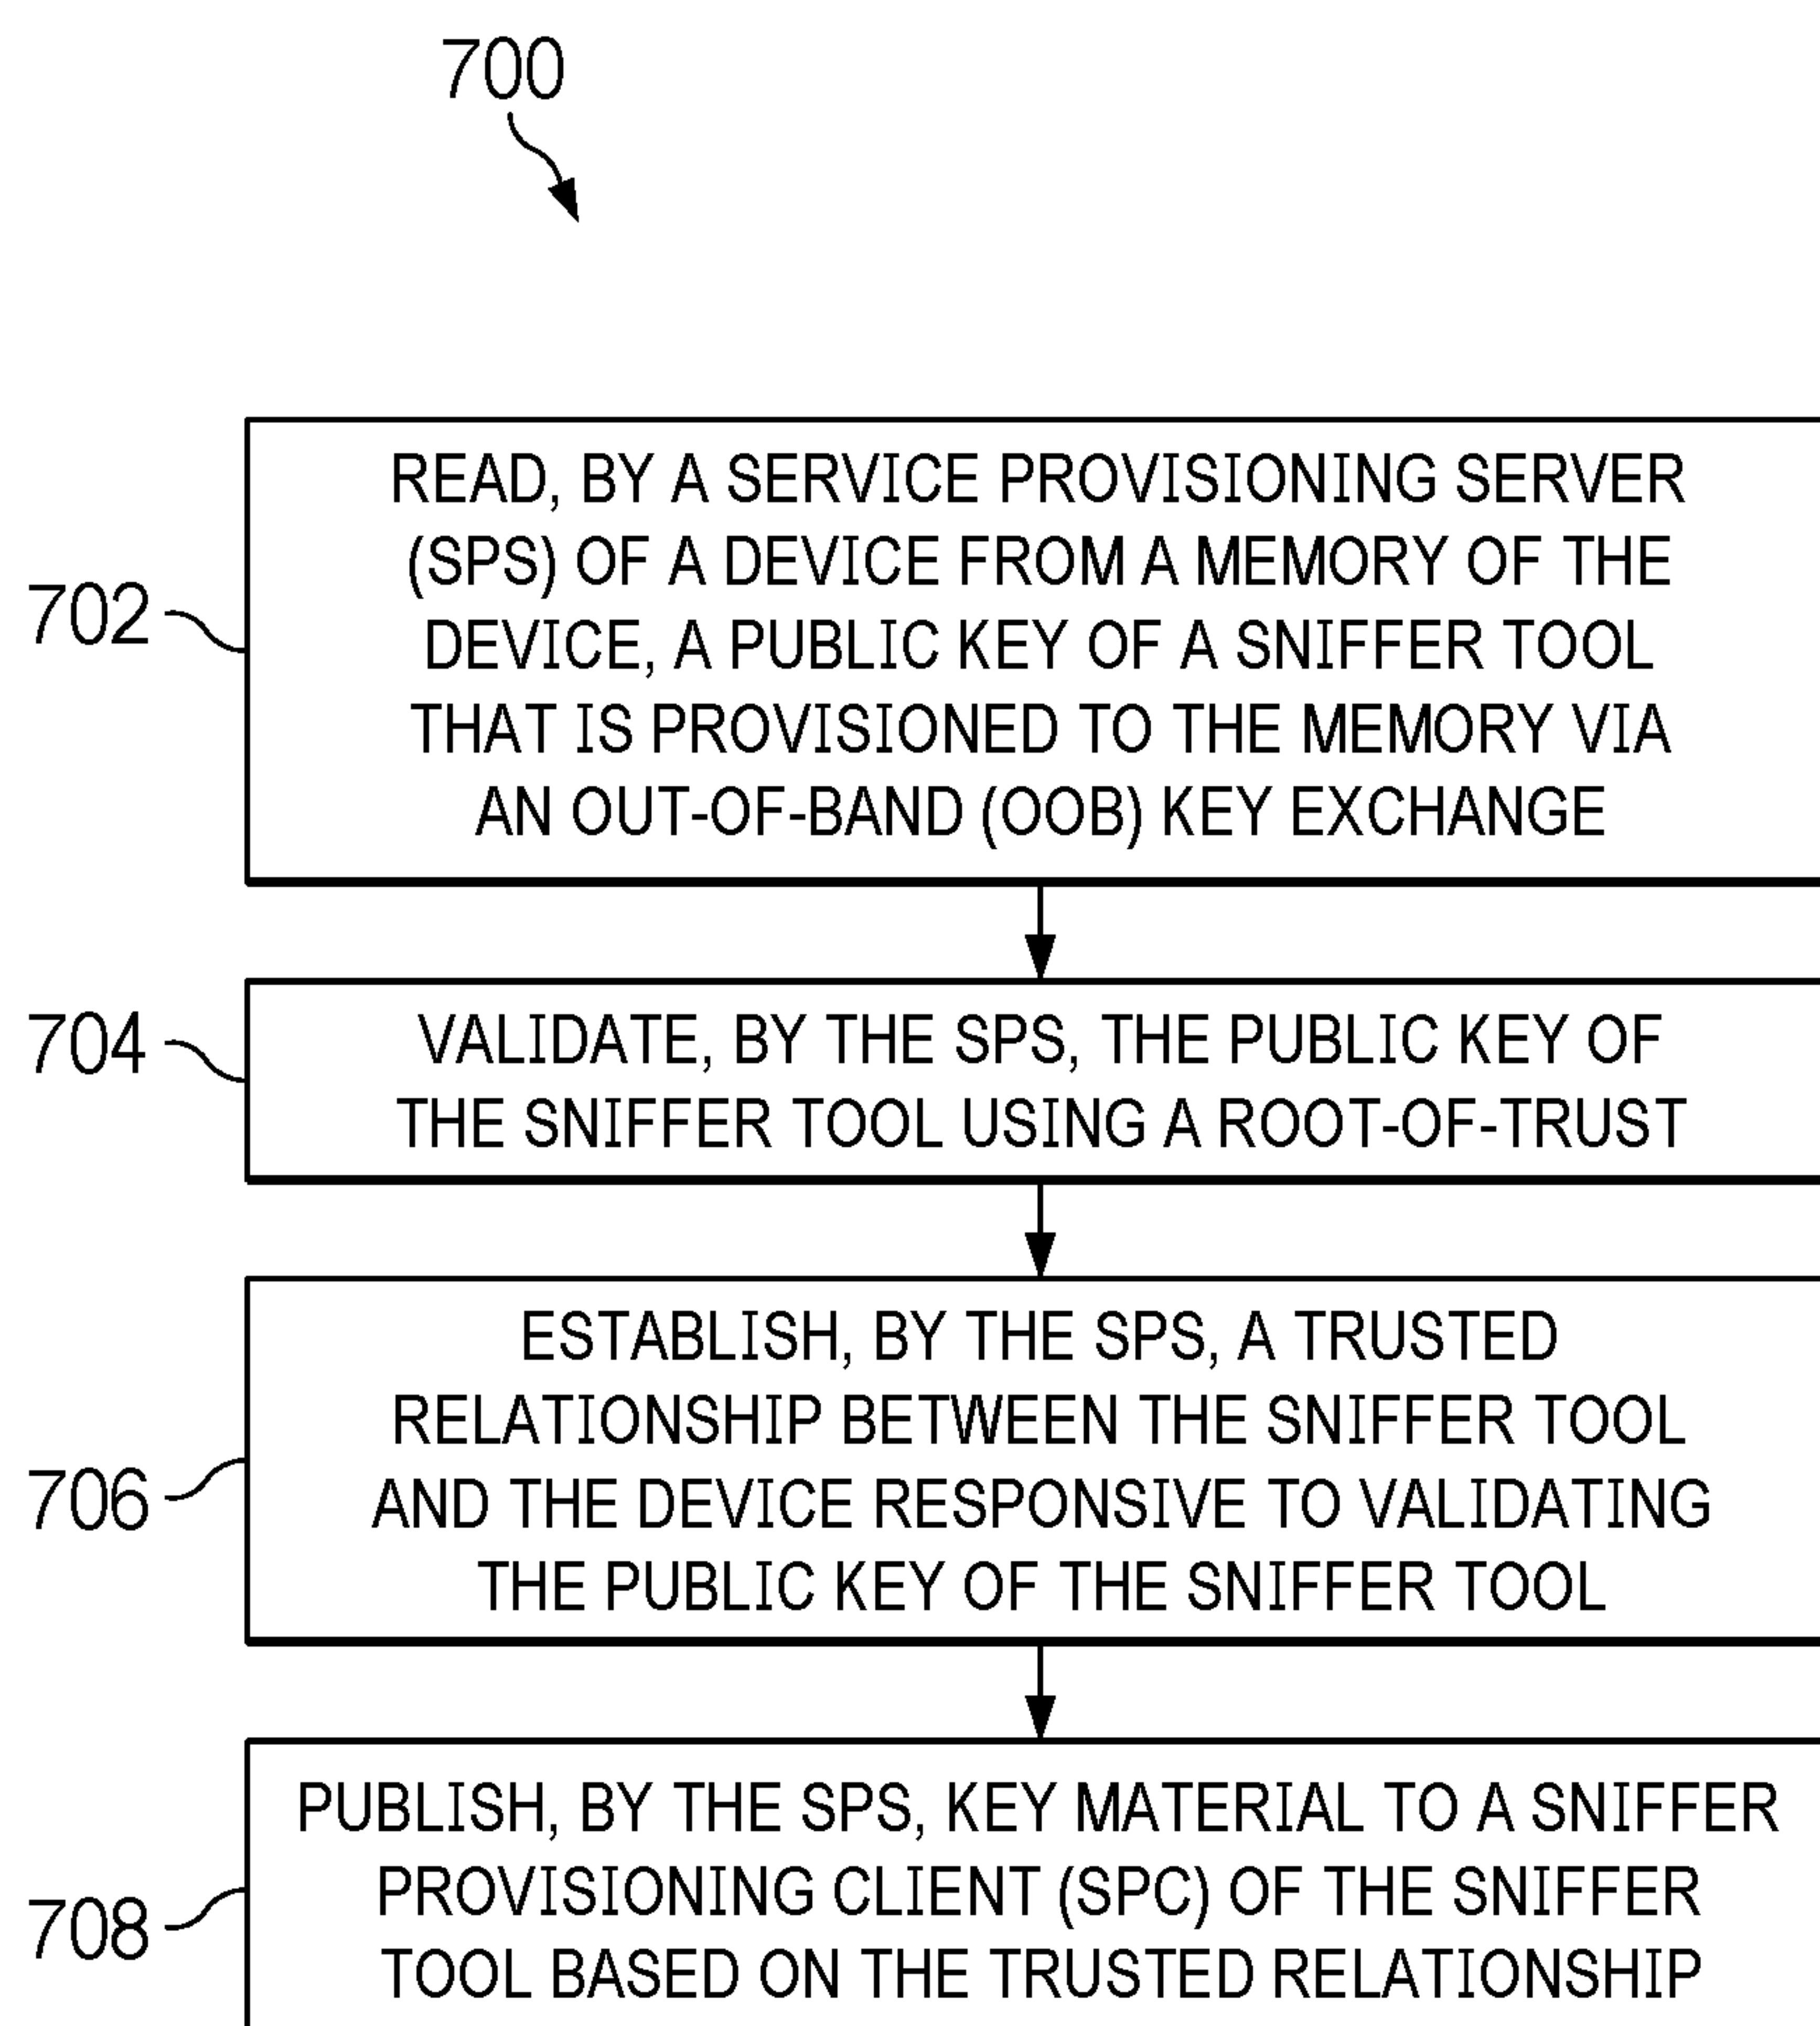 700
702
READ, BY A SERVICE PROVISIONING SERVER
(SPS) OF A DEVICE FROM A MEMORY OF THE
DEVICE, A PUBLIC KEY OF A SNIFFER TOOL
THAT IS PROVISIONED TO THE MEMORY VIA
AN OUT-OF-BAND (OOB) KEY EXCHANGE
704
VALIDATE, BY THE SPS, THE PUBLIC KEY OF
THE SNIFFER TOOL USING A ROOT-OF-TRUST
706
ESTABLISH, BY THE SPS, A TRUSTED
RELATIONSHIP BETWEEN THE SNIFFER TOOL
AND THE DEVICE RESPONSIVE TO VALIDATING
THE PUBLIC KEY OF THE SNIFFER TOOL
708
PUBLISH, BY THE SPS, KEY MATERIAL TO A SNIFFER
PROVISIONING CLIENT (SPC) OF THE SNIFFER
TOOL BASED ON THE TRUSTED RELATIONSHIP